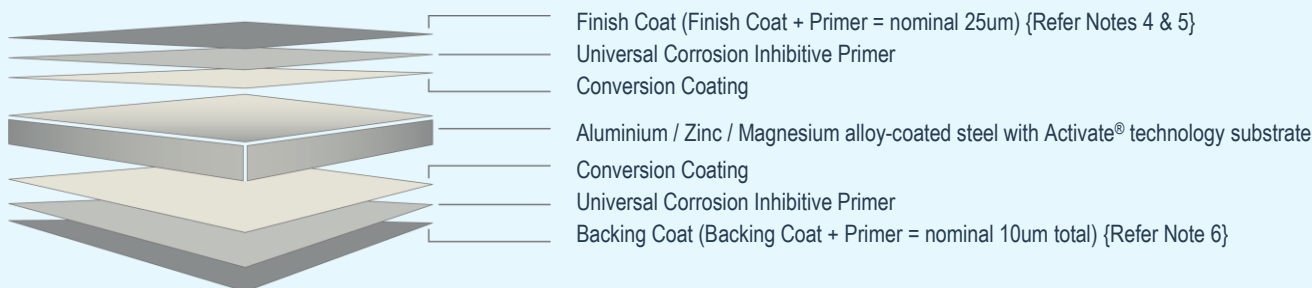 Finish Coat (Finish Coat + Primer = nominal 25um) {Refer Notes 4 & 5}
Universal Corrosion Inhibitive Primer
Conversion Coating
Aluminium / Zinc / Magnesium alloy-coated steel with Activate® technology substrate
Conversion Coating
Universal Corrosion Inhibitive Primer
Backing Coat (Backing Coat + Primer = nominal 10um total) {Refer Note 6}